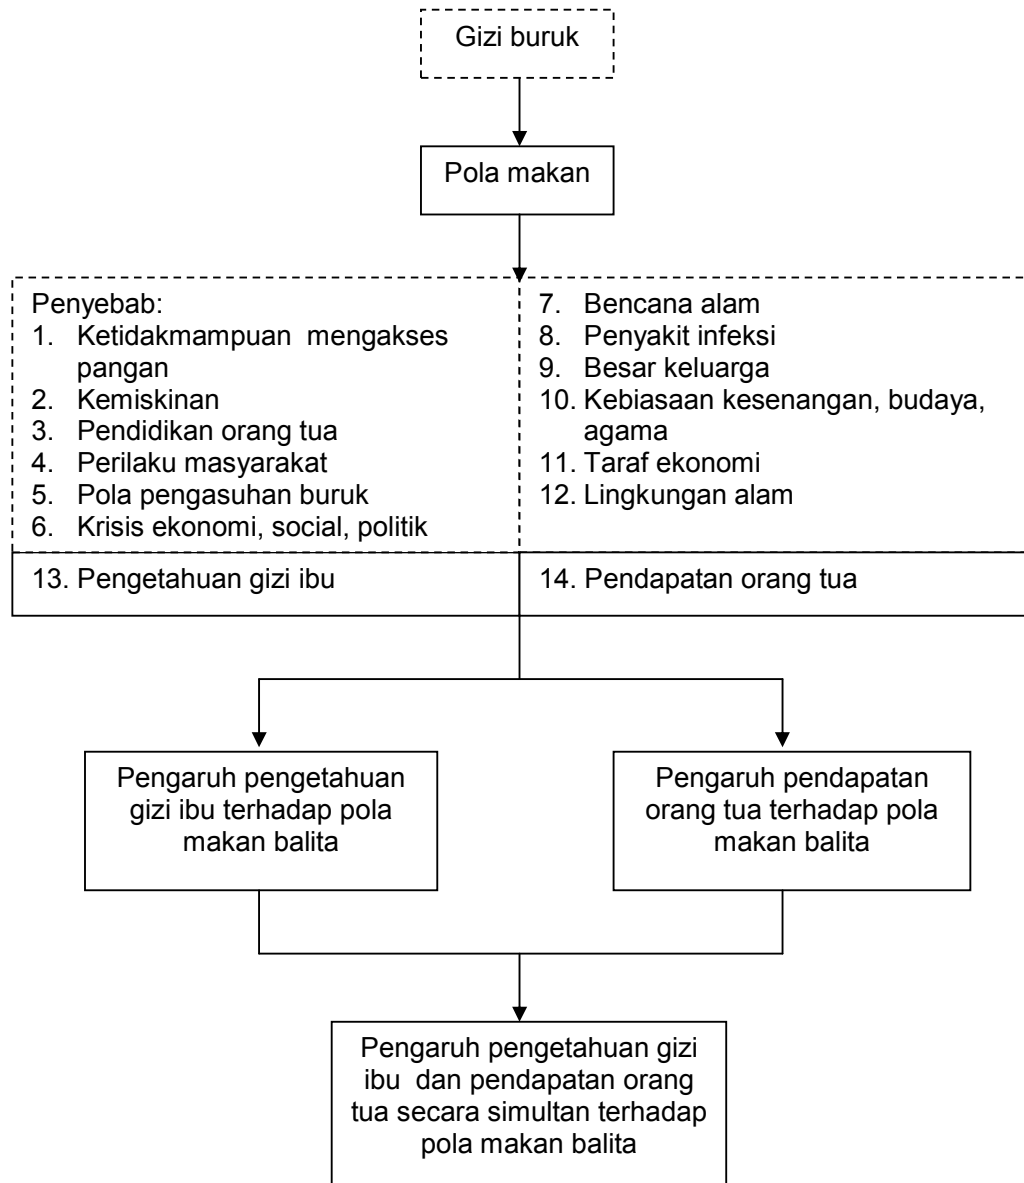 Gizi buruk
Pola makan
Penyebab:
1. Ketidakmampuan mengakses
pangan
2. Kemiskinan
3. Pendidikan orang tua
4. Perilaku masyarakat
5. Pola pengasuhan buruk
6. Krisis ekonomi, social, politik
7. Bencana alam
8. Penyakit infeksi
9. Besar keluarga
10. Kebiasaan kesenangan, budaya,
agama
11. Taraf ekonomi
12. Lingkungan alam
13. Pengetahuan gizi ibu
14. Pendapatan orang tua
Pengaruh pengetahuan
gizi ibu terhadap pola
makan balita
Pengaruh pendapatan
orang tua terhadap pola
makan balita
Pengaruh pengetahuan gizi
ibu dan pendapatan orang
tua secara simultan terhadap
pola makan balita